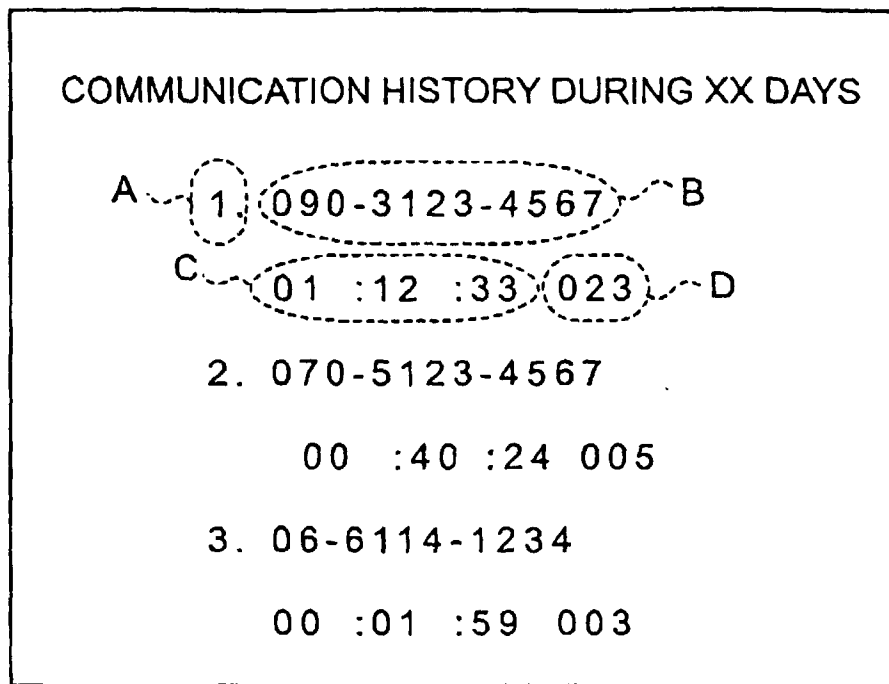 COMMUNICATION HISTORY DURING XX DAYS
A 1. 090-3123-4567 B
C 01 :12 :33 023 D
2. 070-5123-4567
00 :40 :24 005
3. 06-6114-1234
00 :01 :59 003